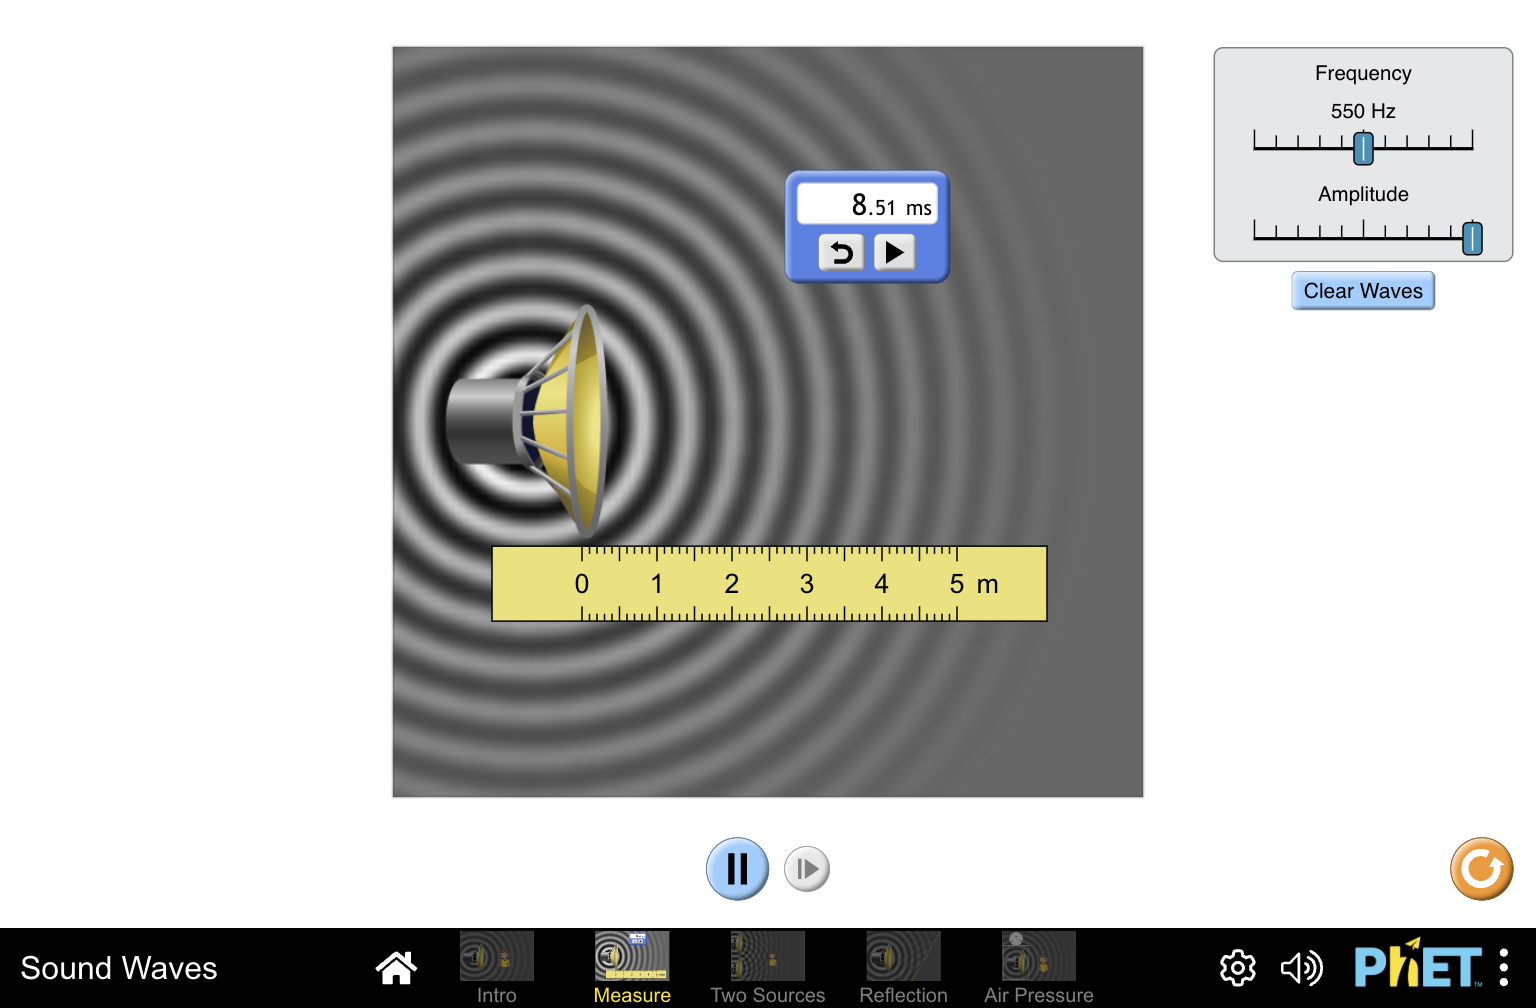 Frequency
550 Hz
8.51 ms
Amplitude
Clear Waves
0 1 2 3 4 5 m
Sound Waves
Intro
Measure
Two Sources
Reflection
Air Pressure
PhET™